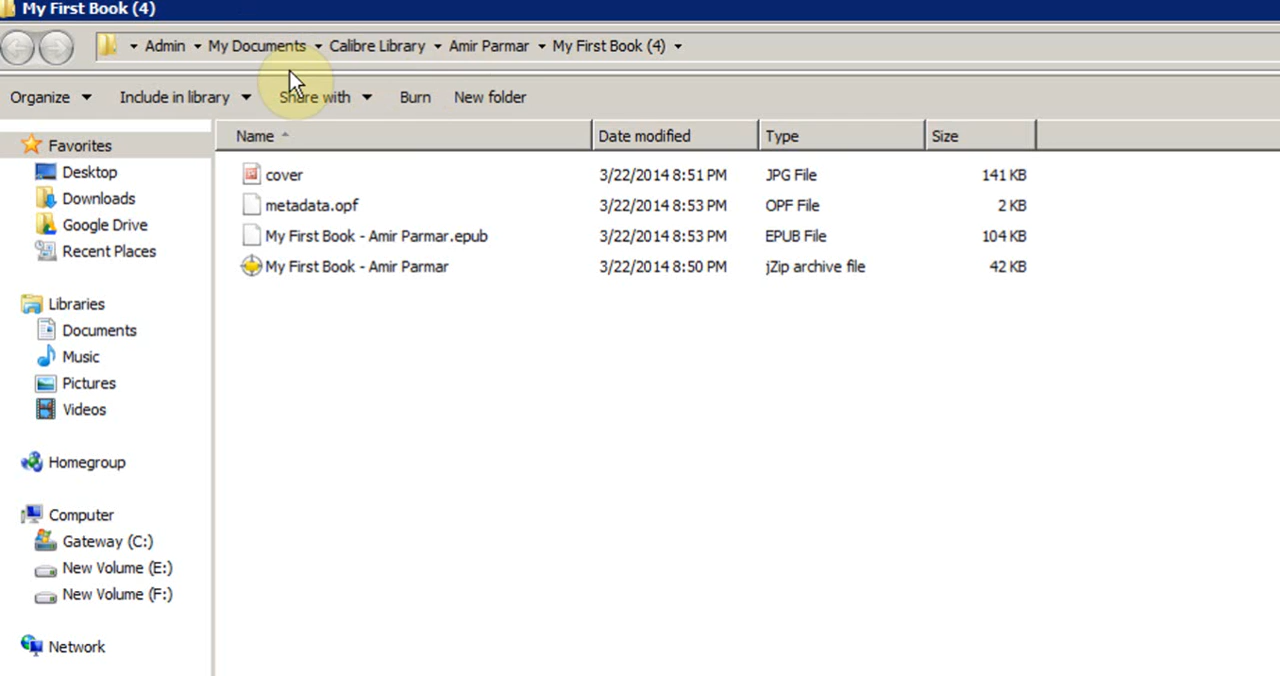 My First Book (4)
Admin My Documents Calibre Library Amir Parmar My First Book (4)
Organize Include in library Share with Burn New folder
Favorites
Desktop
Downloads
Google Drive
Recent Places
Libraries
Documents
Music
Pictures
Videos
Homegroup
Computer
Gateway (C:)
New Volume (E:)
New Volume (F:)
Network
Name Date modified Type Size
cover 3/22/2014 8:51 PM JPG File 141 KB
metadata.opf 3/22/2014 8:53 PM OPF File 2 KB
My First Book - Amir Parmar.epub 3/22/2014 8:53 PM EPUB File 104 KB
My First Book - Amir Parmar 3/22/2014 8:50 PM jZip archive file 42 KB